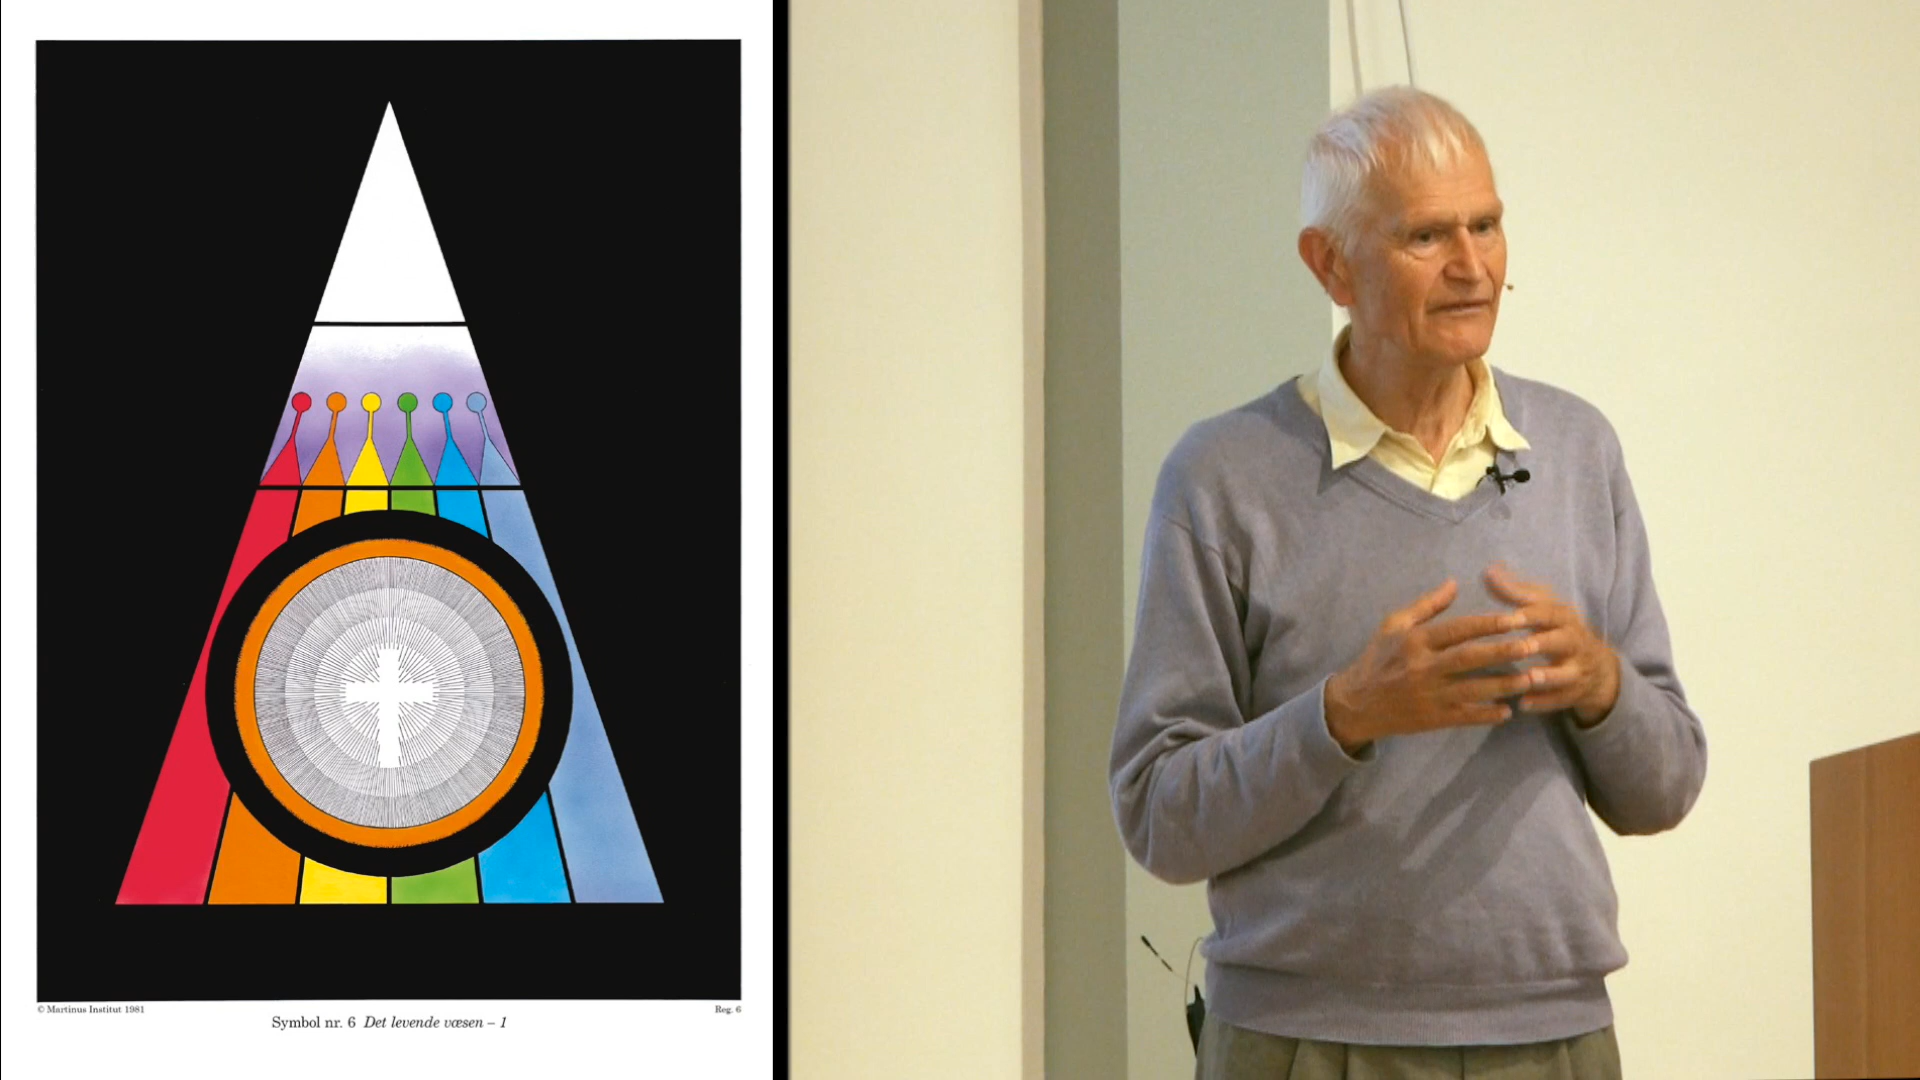 © Martinus Institut 1981
Reg. 6
Symbol nr. 6 Det levende væsen – 1